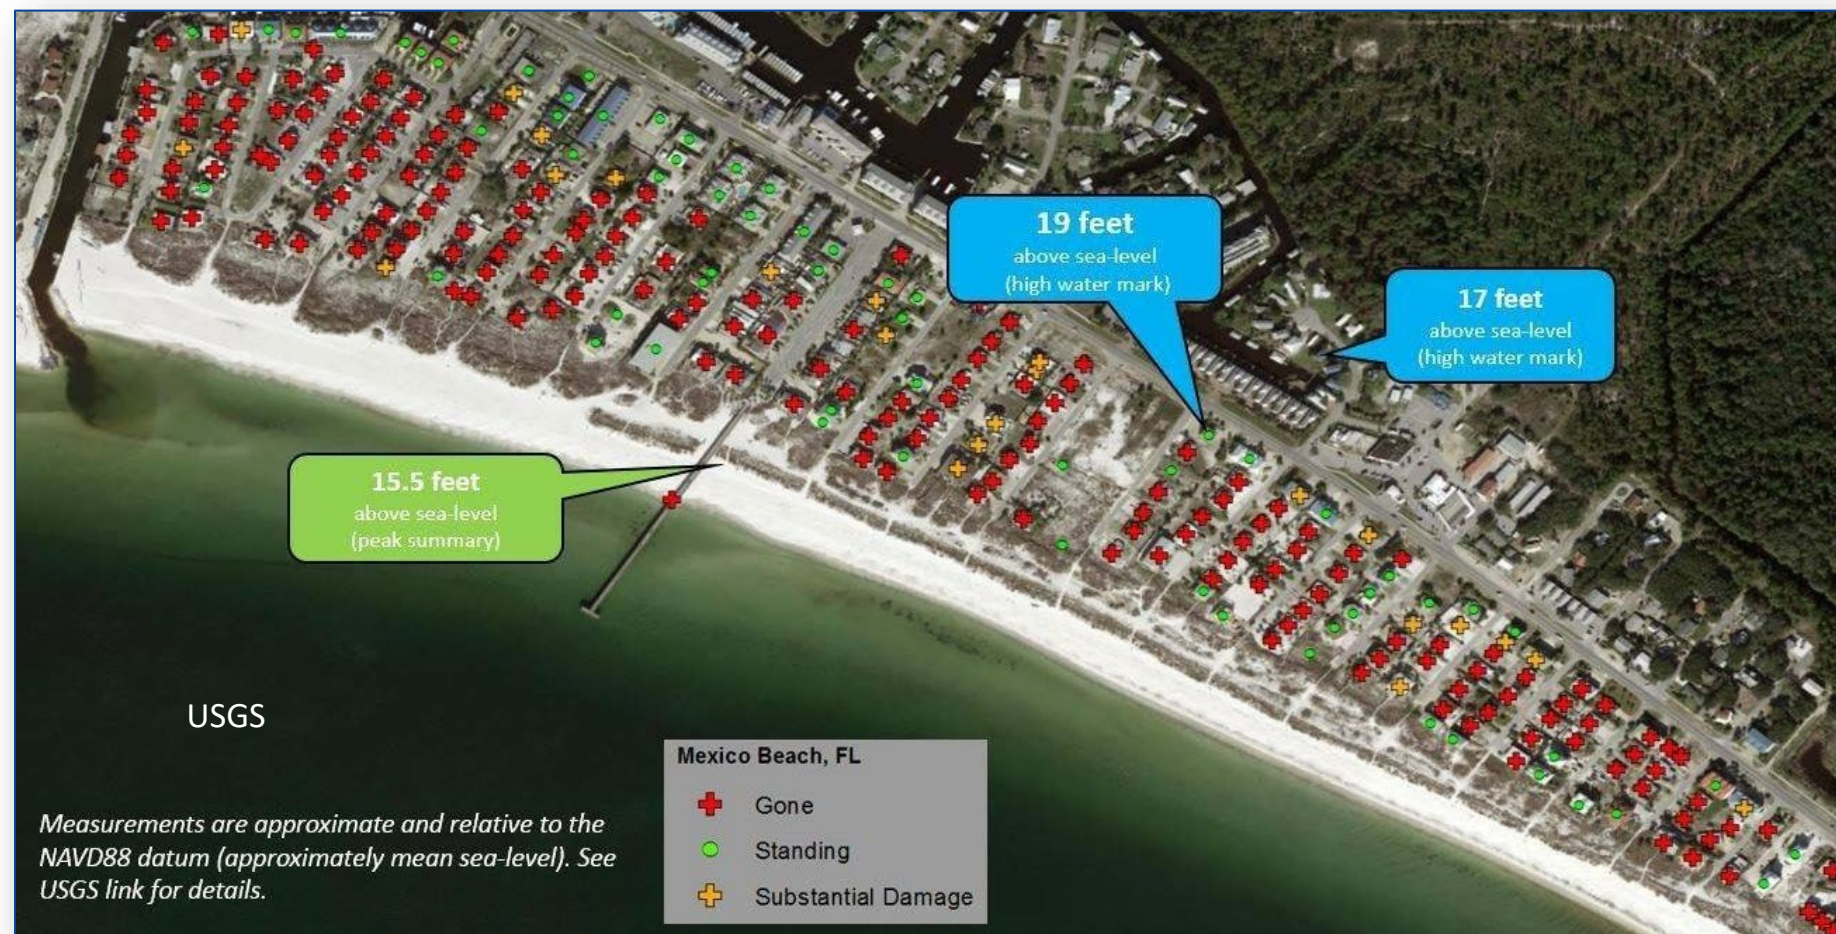 19 feet
above sea-level
(high water mark)
17 feet
above sea-level
(high water mark)
15.5 feet
above sea-level
(peak summary)
USGS
Measurements are approximate and relative to the
NAVD88 datum (approximately mean sea-level). See
USGS link for details.
Mexico Beach, FL
Gone
Standing
Substantial Damage